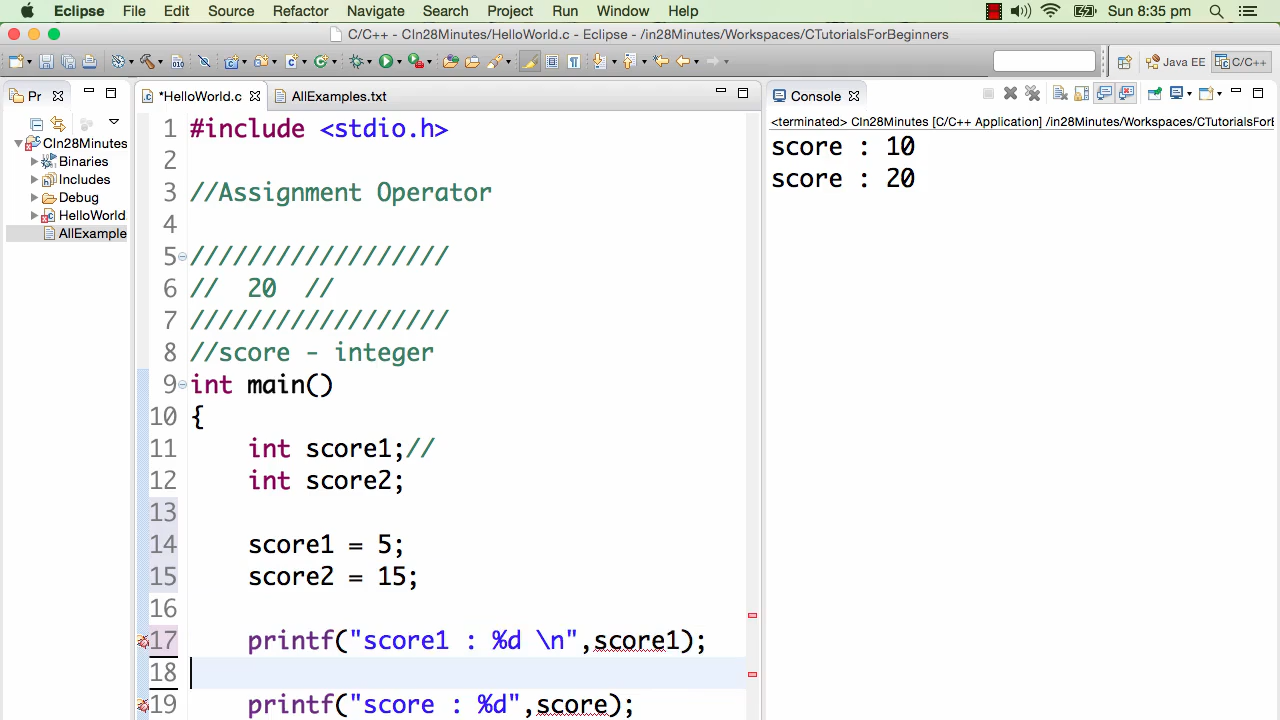 Eclipse File Edit Source Refactor Navigate Search Project Run Window Help Sun 8:35 pm
C/C++ - CIn28Minutes/HelloWorld.c - Eclipse - /in28Minutes/Workspaces/CTutorialsForBeginners
Java EE C/C++
Pr
CIn28Minutes
Binaries
Includes
Debug
HelloWorld
AllExample
*HelloWorld.c AllExamples.txt
1 #include <stdio.h>
2
3 //Assignment Operator
4
5 //////////////////
6 //  20  //
7 //////////////////
8 //score - integer
9 int main()
10 {
11     int score1;//
12     int score2;
13
14     score1 = 5;
15     score2 = 15;
16
17     printf("score1 : %d \n",score1);
18
19     printf("score : %d",score);
Console
<terminated> CIn28Minutes [C/C++ Application] /in28Minutes/Workspaces/CTutorialsForB
score : 10
score : 20